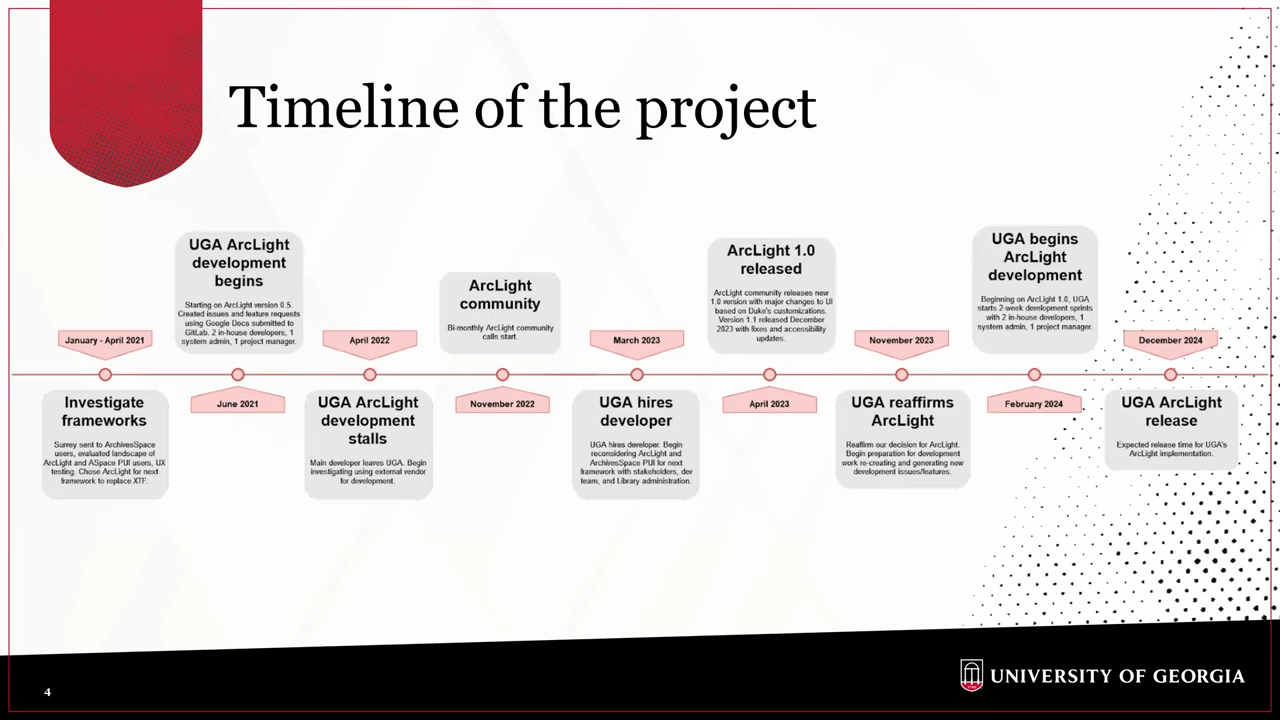 Timeline of the project
January - April 2021
Investigate
frameworks
Survey sent to ArchivesSpace
users, evaluated landscape of
ArcLight and ASpace PUI users, UX
testing. Chose ArcLight for next
framework to replace XTF.
UGA ArcLight
development
begins
Starting on ArcLight version 0.5.
Created issues and feature requests
using Google Docs submitted to
GitLab. 2 in-house developers, 1
system admin, 1 project manager.
June 2021
April 2022
UGA ArcLight
development
stalls
Main developer leaves UGA. Begin
investigating using external vendor
for development.
ArcLight
community
Bi-monthly ArcLight community
calls start.
November 2022
March 2023
UGA hires
developer
UGA hires developer. Begin
reconsidering ArcLight and
ArchivesSpace PUI for next
framework with stakeholders, dev
team, and Library administration.
ArcLight 1.0
released
ArcLight community releases new
1.0 version with major changes to UI
based on Duke's customizations.
Version 1.1 released December
2023 with fixes and accessibility
updates.
April 2023
November 2023
UGA reaffirms
ArcLight
Reaffirm our decision for ArcLight.
Begin preparation for development
work re-creating and generating new
development issues/features.
UGA begins
ArcLight
development
Beginning on ArcLight 1.0, UGA
starts 2-week development sprints
with 2 in-house developers, 1
system admin, 1 project manager.
February 2024
December 2024
UGA ArcLight
release
Expected release time for UGA's
ArcLight implementation.
4
UNIVERSITY OF GEORGIA